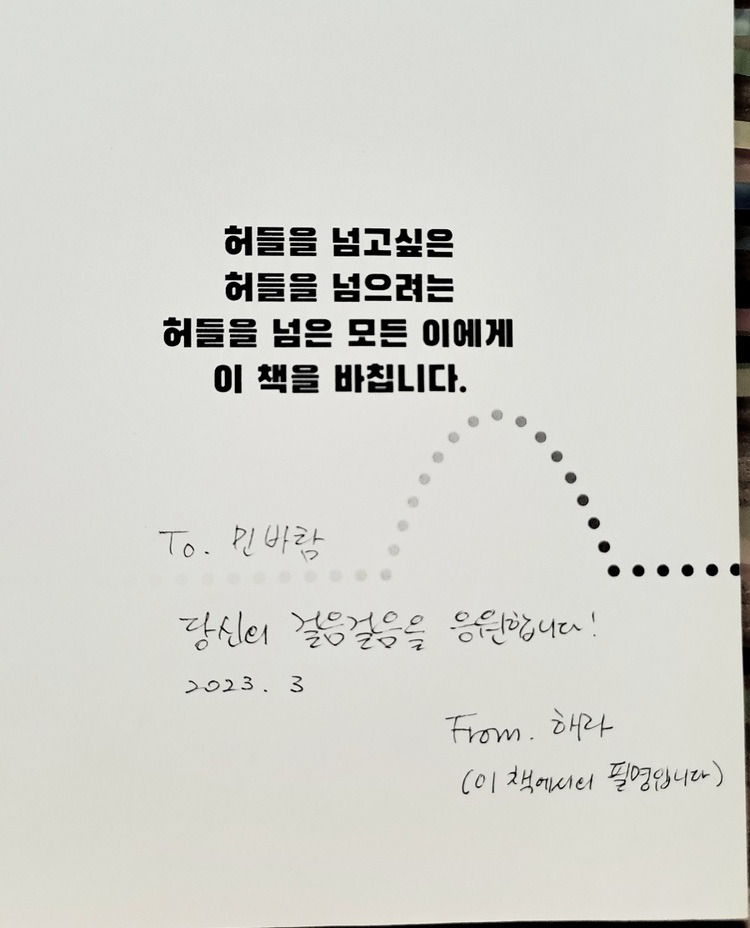 허들을 넘고싶은
허들을 넘으려는
허들을 넘은 모든 이에게
이 책을 바칩니다.
To. 민바람
당신의 걸음걸음을 응원합니다!
2023. 3
From. 해라
(이 책에서의 필명입니다)